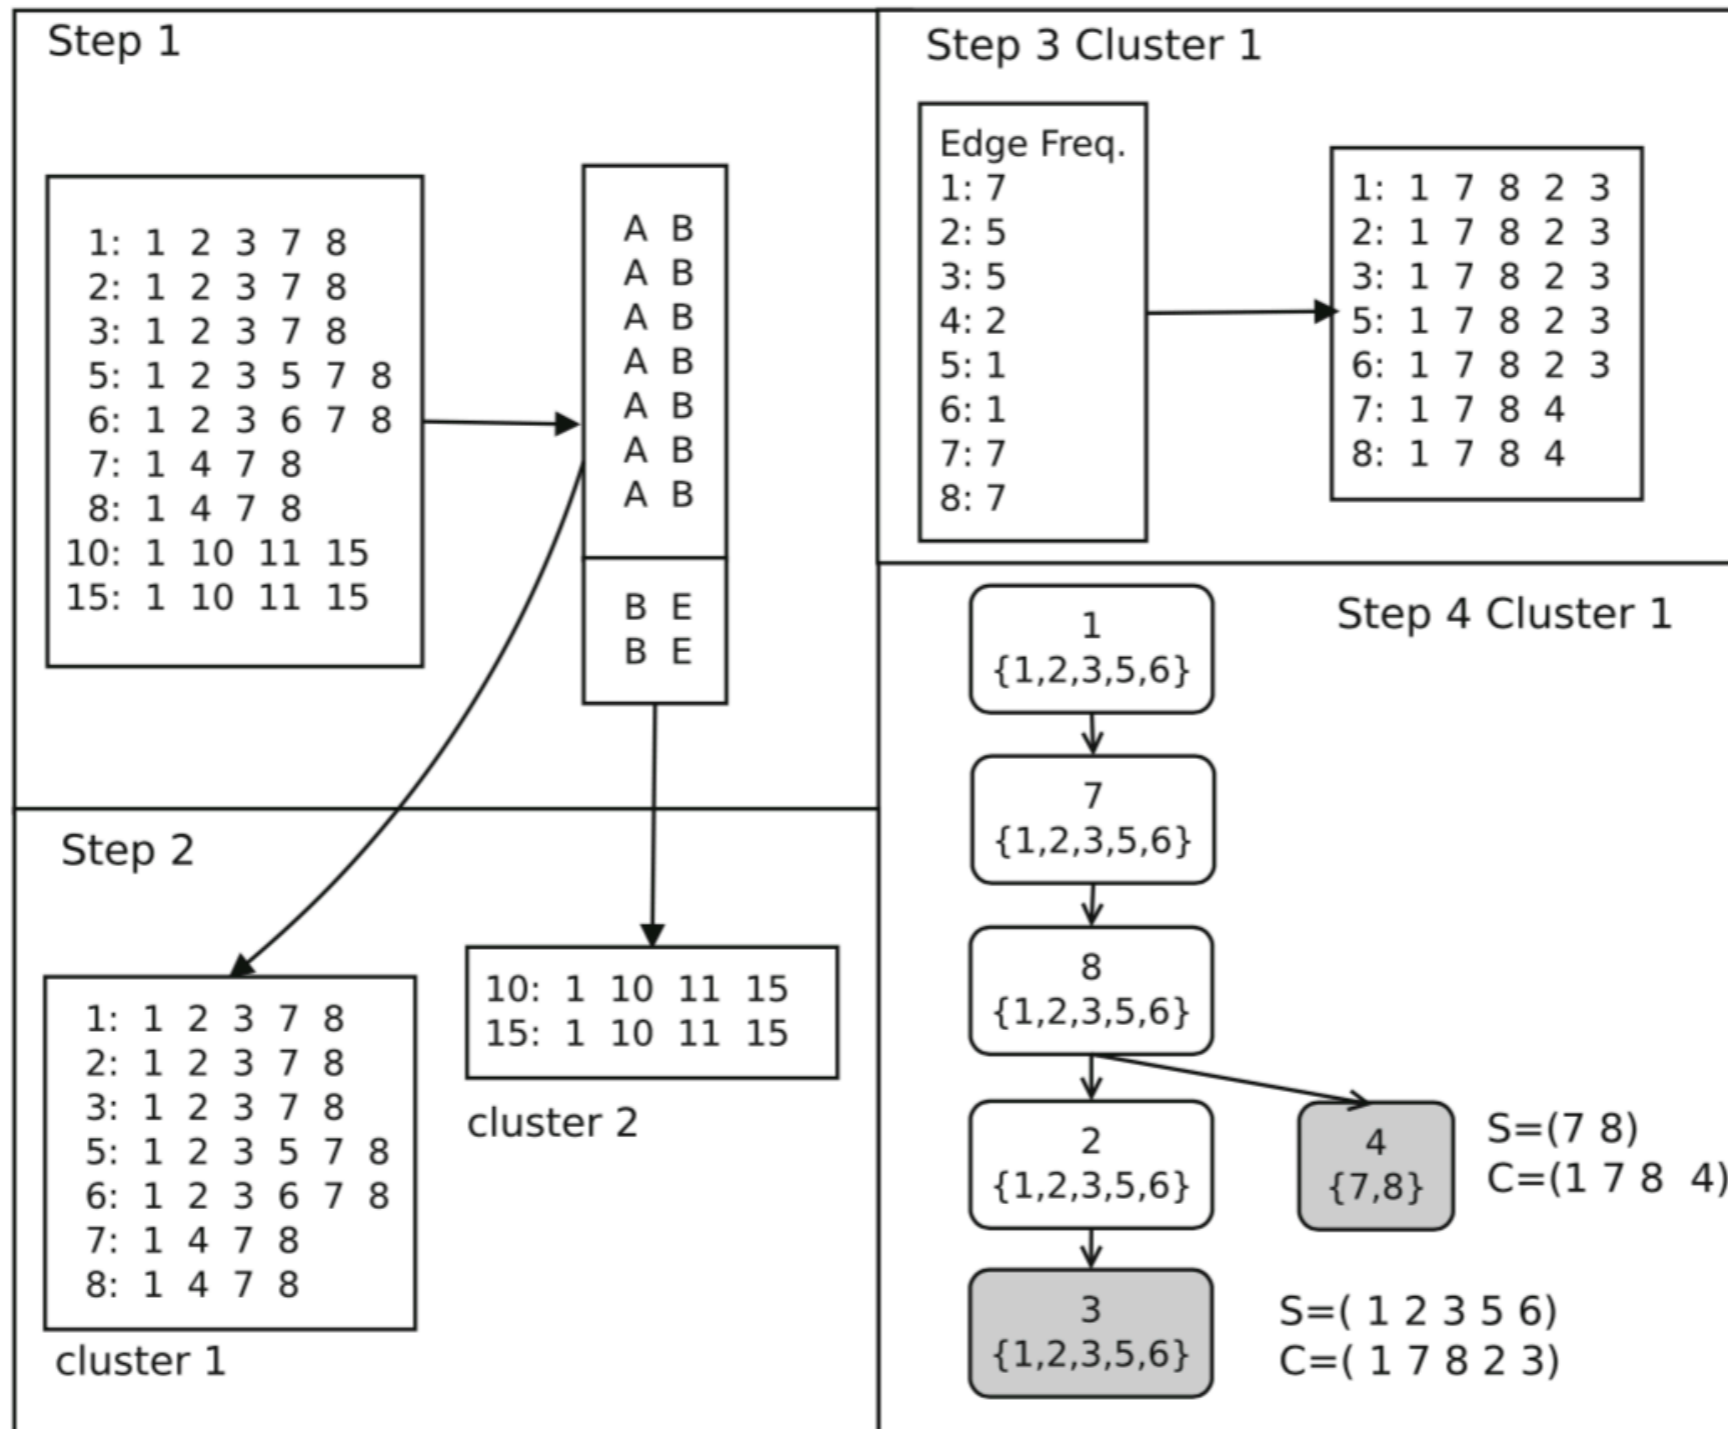 Step 1
1: 1 2 3 7 8
2: 1 2 3 7 8
3: 1 2 3 7 8
5: 1 2 3 5 7 8
6: 1 2 3 6 7 8
7: 1 4 7 8
8: 1 4 7 8
10: 1 10 11 15
15: 1 10 11 15
A B
A B
A B
A B
A B
A B
A B
B E
B E
Step 2
1: 1 2 3 7 8
2: 1 2 3 7 8
3: 1 2 3 7 8
5: 1 2 3 5 7 8
6: 1 2 3 6 7 8
7: 1 4 7 8
8: 1 4 7 8
cluster 1
10: 1 10 11 15
15: 1 10 11 15
cluster 2
Step 3 Cluster 1
Edge Freq.
1: 7
2: 5
3: 5
4: 2
5: 1
6: 1
7: 7
8: 7
1: 1 7 8 2 3
2: 1 7 8 2 3
3: 1 7 8 2 3
5: 1 7 8 2 3
6: 1 7 8 2 3
7: 1 7 8 4
8: 1 7 8 4
Step 4 Cluster 1
1
{1,2,3,5,6}
7
{1,2,3,5,6}
8
{1,2,3,5,6}
2
{1,2,3,5,6}
4
{7,8}
S=(7 8)
C=(1 7 8 4)
3
{1,2,3,5,6}
S=( 1 2 3 5 6)
C=( 1 7 8 2 3)